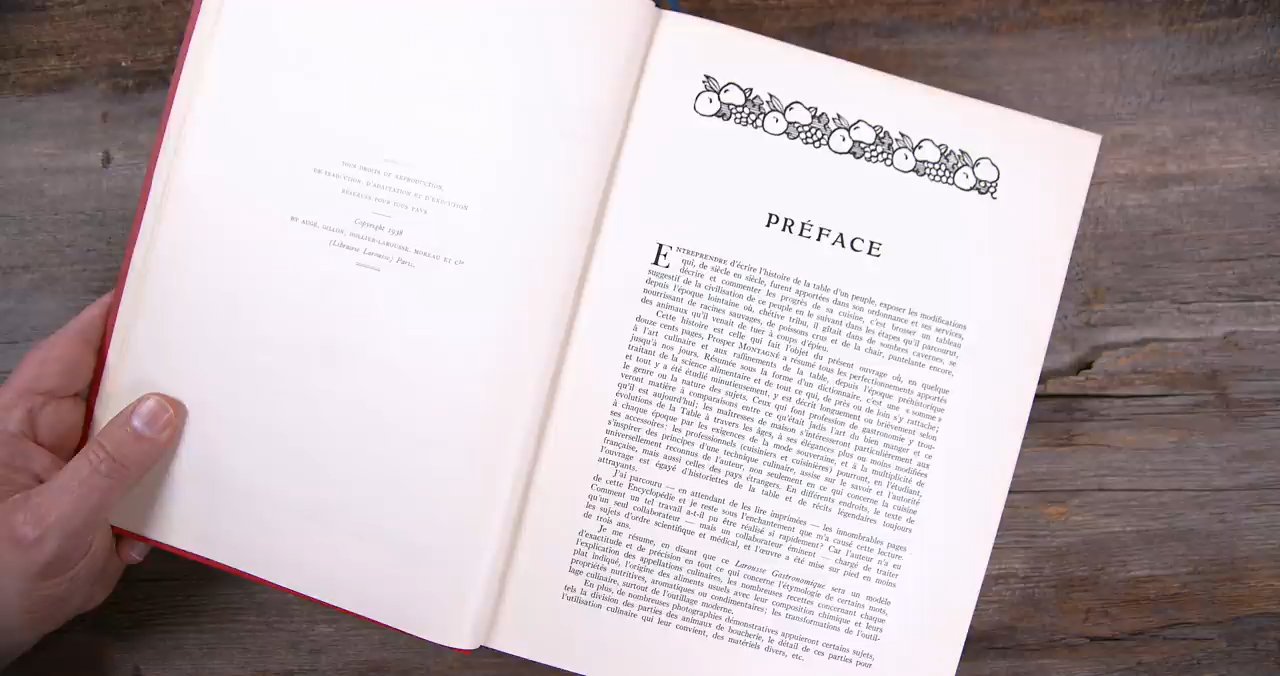 TOUS DROITS DE REPRODUCTION,
DE TRADUCTION, D'ADAPTATION ET D'EXÉCUTION
RÉSERVÉS POUR TOUS PAYS
Copyright 1938
BY AUGÉ, GILLON, HOLLIER-LAROUSSE, MOREAU ET Cie
(Librairie Larousse) Paris.
PRÉFACE
ENTREPRENDRE d'écrire l'histoire de la table d'un peuple, exposer les modifications
qui, de siècle en siècle, furent apportées dans son ordonnance et ses services,
décrire et commenter les progrès de sa cuisine, c'est brosser un tableau
suggestif de la civilisation de ce peuple en le suivant dans les étapes qu'il parcourut,
depuis l'époque lointaine où, chétive tribu, il gîtait dans de sombres cavernes, se
nourrissant de racines sauvages, de poissons crus et de la chair, pantelante encore,
des animaux qu'il venait de tuer à coups d'épieu.
Cette histoire est celle qui fait l'objet du présent ouvrage où, en quelque
douze cents pages, Prosper MONTAGNÉ a résumé tous les perfectionnements apportés
à l'art culinaire et aux raffinements de la table, depuis l'époque préhistorique
jusqu'à nos jours. Résumée sous la forme d'un dictionnaire, c'est une « somme »
traitant de la science alimentaire et de tout ce qui, de près ou de loin s'y rattache;
et tout y a été étudié minutieusement, y est décrit longuement ou brièvement selon
le genre ou la nature des sujets. Ceux qui font profession de gastronomie y trou-
veront matière à comparaisons entre ce qu'était jadis l'art du bien manger et ce
qu'il est aujourd'hui; les maîtresses de maison s'intéresseront particulièrement aux
évolutions de la Table à travers les âges, à ses élégances plus ou moins modifiées
à chaque époque par les exigences de la mode souveraine, et à la multiplicité de
ses accessoires; les professionnels (cuisiniers et cuisinières) pourront, en l'étudiant,
s'inspirer des principes d'une technique culinaire, assise sur le savoir et l'autorité
universellement reconnus de l'auteur, non seulement en ce qui concerne la cuisine
française, mais aussi celles des pays étrangers. En différents endroits, le texte de
l'ouvrage est égayé d'historiettes de la table et de récits légendaires toujours
attrayants.
J'ai parcouru — en attendant de les lire imprimées — les innombrables pages
de cette Encyclopédie et je reste sous l'enchantement que m'a causé cette lecture.
Comment un tel travail a-t-il pu être réalisé si rapidement? Car l'auteur n'a eu
qu'un seul collaborateur — mais un collaborateur éminent — chargé de traiter
les sujets d'ordre scientifique et médical, et l'œuvre a été mise sur pied en moins
de trois ans.
Je me résume, en disant que ce Larousse Gastronomique sera un modèle
d'exactitude et de précision en tout ce qui concerne l'étymologie de certains mots,
l'explication des appellations culinaires, les nombreuses recettes concernant chaque
plat indiqué, l'origine des aliments usuels avec leur composition chimique et leurs
propriétés nutritives, aromatiques ou condimentaires; les transformations de l'outil-
lage culinaire, surtout de l'outillage moderne.
En plus, de nombreuses photographies démonstratives appuieront certains sujets,
tels la division des parties des animaux de boucherie, le détail de ces parties pour
l'utilisation culinaire qui leur convient, des matériels divers, etc.